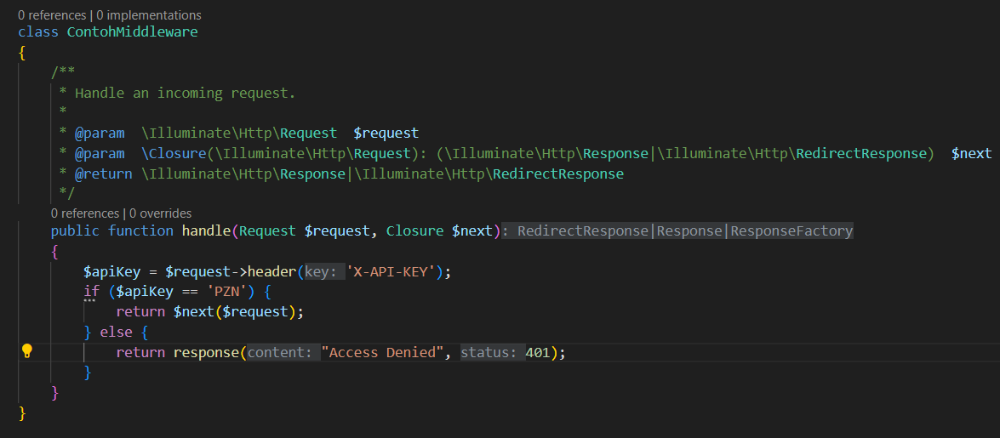 0 references | 0 implementations
class ContohMiddleware
{
    /**
     * Handle an incoming request.
     *
     * @param  \Illuminate\Http\Request  $request
     * @param  \Closure(\Illuminate\Http\Request): (\Illuminate\Http\Response|\Illuminate\Http\RedirectResponse)  $next
     * @return \Illuminate\Http\Response|\Illuminate\Http\RedirectResponse
     */
    0 references | 0 overrides
    public function handle(Request $request, Closure $next): RedirectResponse|Response|ResponseFactory
    {
        $apiKey = $request->header(key: 'X-API-KEY');
        if ($apiKey == 'PZN') {
            return $next($request);
        } else {
            return response(content: "Access Denied", status: 401);
        }
    }
}